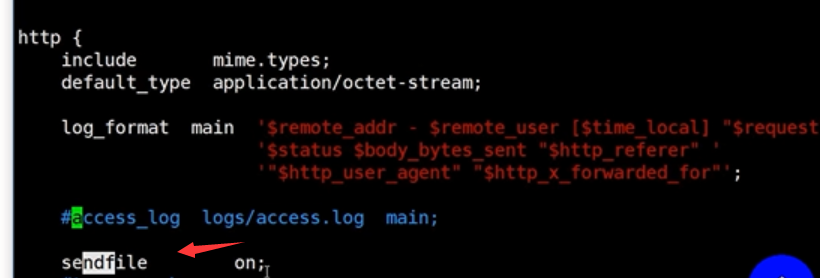 http {
include mime.types;
default_type application/octet-stream;
log_format main '$remote_addr - $remote_user [$time_local] "$request
'$status $body_bytes_sent "$http_referer" '
'"$http_user_agent" "$http_x_forwarded_for"';
#access_log logs/access.log main;
sendfile on;